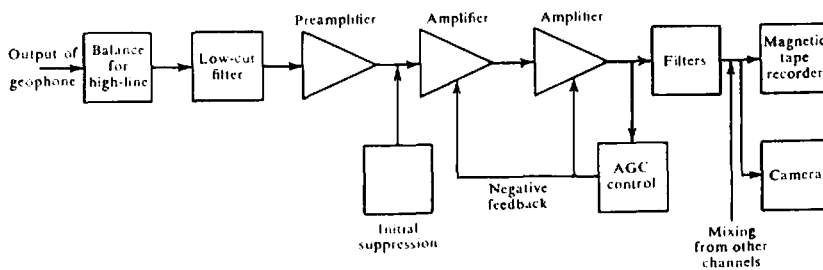 Output of
geophone
Balance
for
high-line
Low-cut
filter
Preamplifier
Amplifier
Amplifier
Filters
Magnetic
tape
recorder
Camera
AGC
control
Negative
feedback
Initial
suppression
Mixing
from other
channels